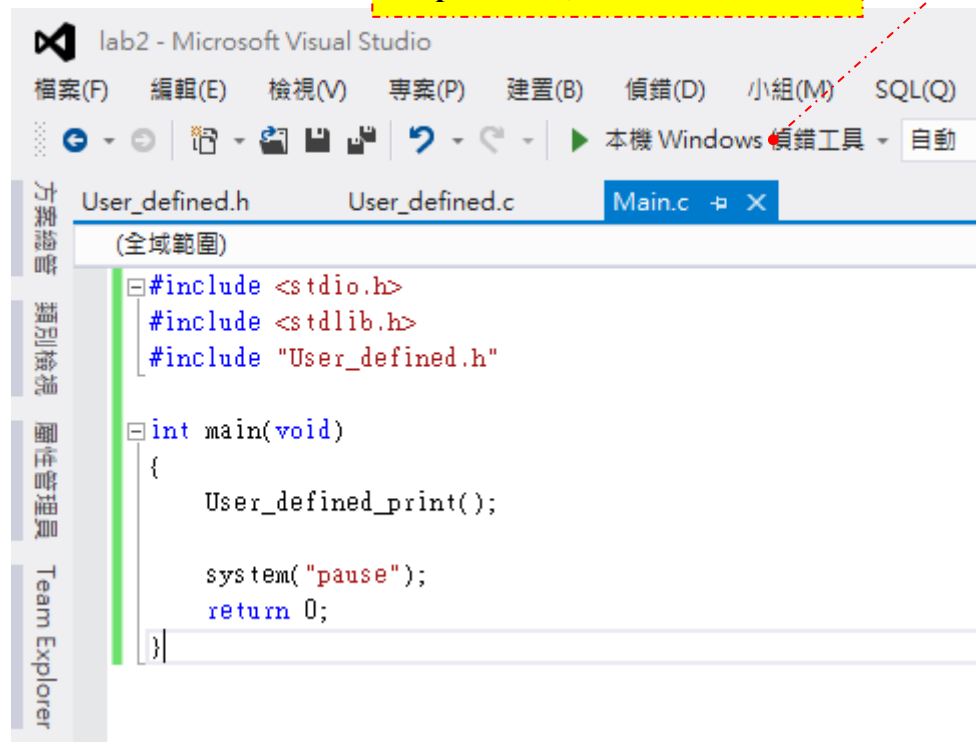 lab2 - Microsoft Visual Studio
檔案(F) 編輯(E) 檢視(V) 專案(P) 建置(B) 偵錯(D) 小組(M) SQL(Q)
本機 Windows 偵錯工具 自動
User_defined.h User_defined.c Main.c
(全域範圍)
方案總管
類別檢視
屬性管理員
Team Explorer
#include <stdio.h>
#include <stdlib.h>
#include "User_defined.h"
int main(void)
{
User_defined_print();
system("pause");
return 0;
}